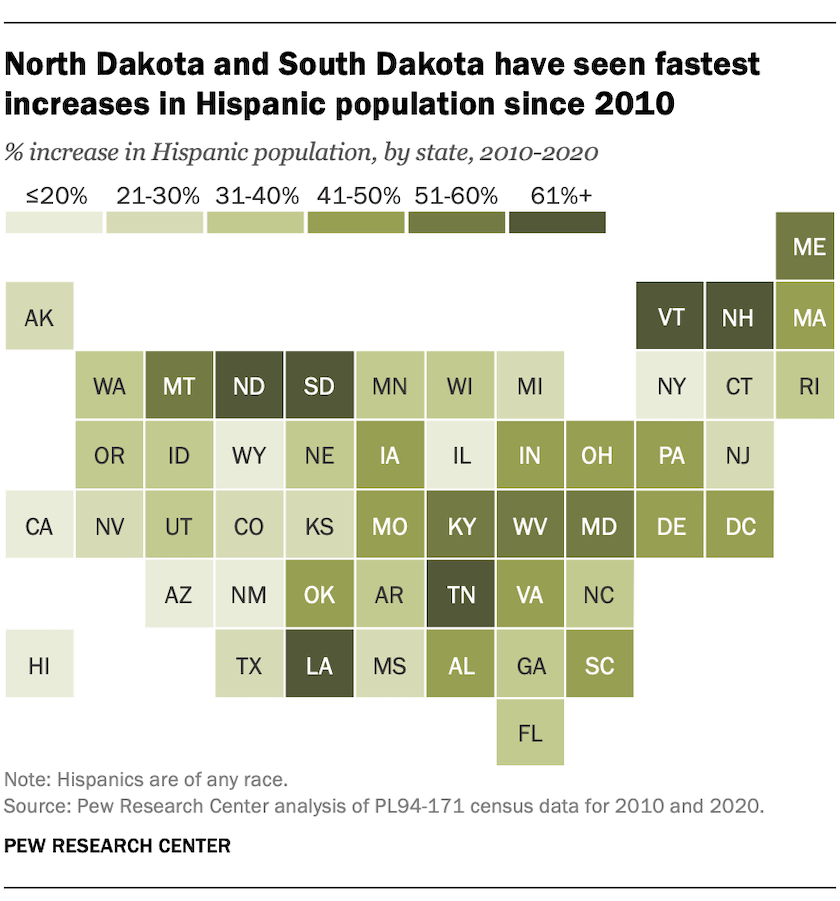 North Dakota and South Dakota have seen fastest
increases in Hispanic population since 2010
% increase in Hispanic population, by state, 2010-2020
≤20% 21-30% 31-40% 41-50% 51-60% 61%+
ME
AK VT NH MA
WA MT ND SD MN WI MI NY CT RI
OR ID WY NE IA IL IN OH PA NJ
CA NV UT CO KS MO KY WV MD DE DC
AZ NM OK AR TN VA NC
HI TX LA MS AL GA SC
FL
Note: Hispanics are of any race.
Source: Pew Research Center analysis of PL94-171 census data for 2010 and 2020.
PEW RESEARCH CENTER